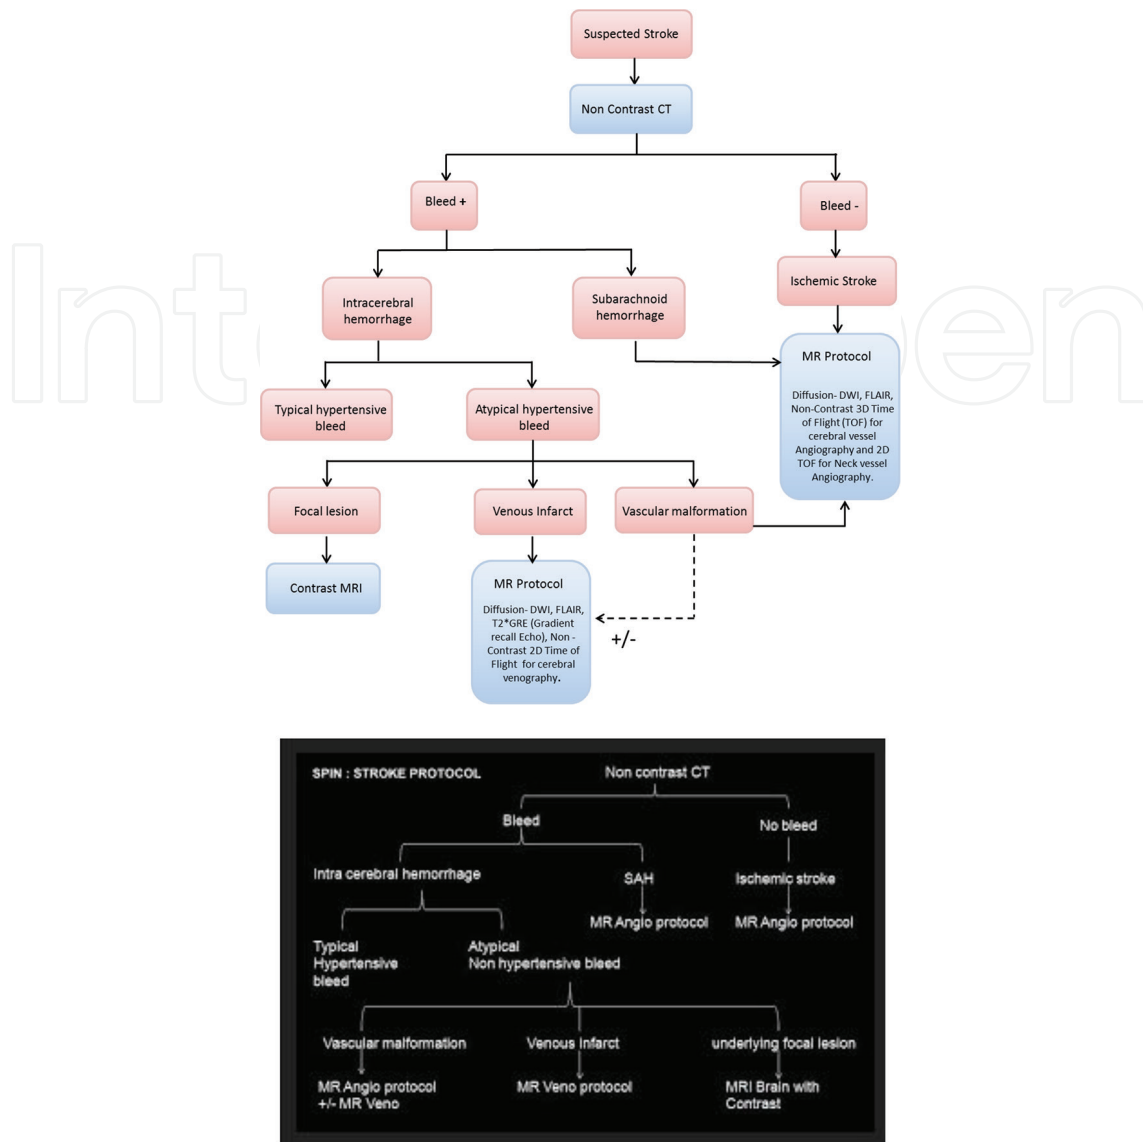 Suspected Stroke
Non Contrast CT
Bleed +
Bleed -
Intracerebral
hemorrhage
Subarachnoid
hemorrhage
Ischemic Stroke
Typical hypertensive
bleed
Atypical hypertensive
bleed
MR Protocol
Diffusion- DWI, FLAIR,
Non-Contrast 3D Time
of Flight (TOF) for
cerebral vessel
Angiography and 2D
TOF for Neck vessel
Angiography.
Focal lesion
Venous Infarct
Vascular malformation
Contrast MRI
MR Protocol
Diffusion- DWI, FLAIR,
T2*GRE (Gradient
recall Echo), Non -
Contrast 2D Time of
Flight for cerebral
venography.
+/-
SPIN : STROKE PROTOCOL
Non contrast CT
Bleed
No bleed
Intra cerebral hemorrhage
SAH
Ischemic stroke
MR Angio protocol
MR Angio protocol
Typical
Hypertensive
bleed
Atypical
Non hypertensive bleed
Vascular malformation
Venous Infarct
underlying focal lesion
MR Angio protocol
+/- MR Veno
MR Veno protocol
MRI Brain with
Contrast